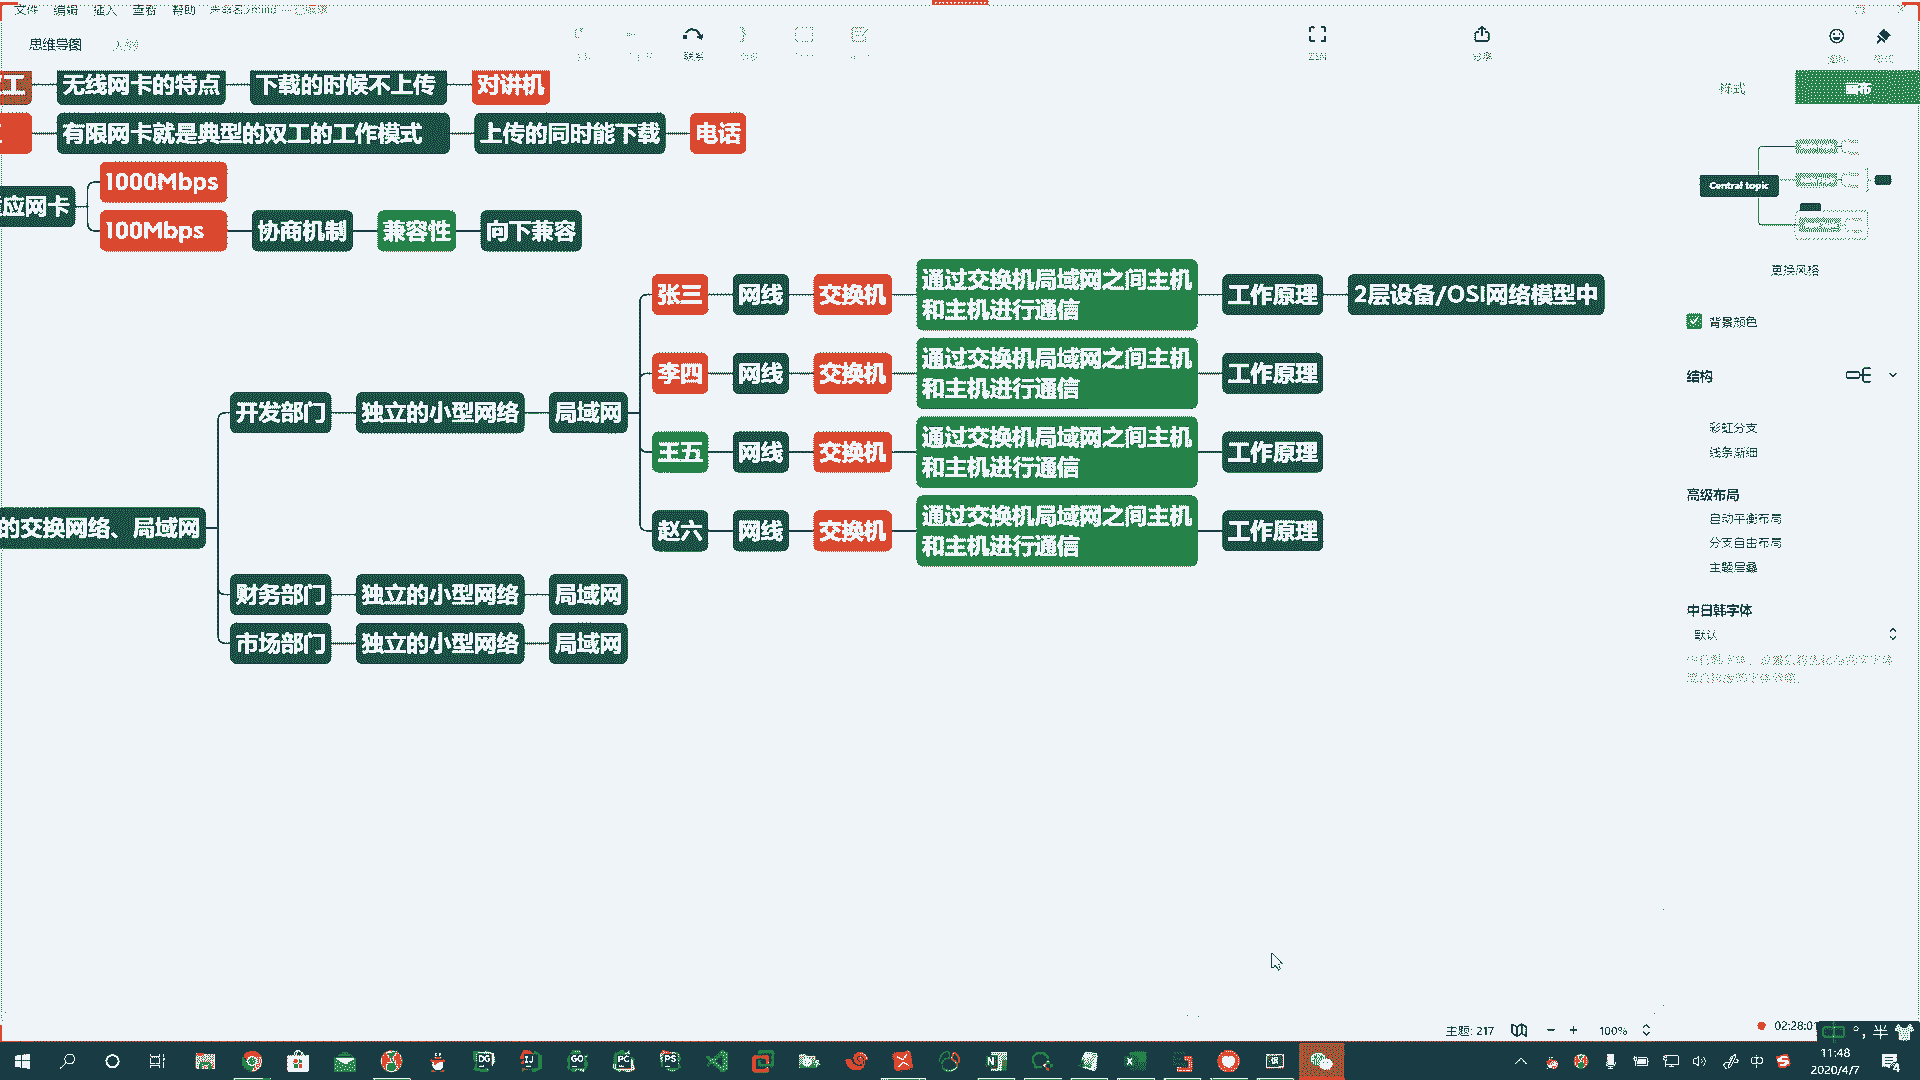 文件 编辑 插入 查看 帮助
思维导图
联系
样式 画布
无线网卡的特点 下载的时候不上传 对讲机
有限网卡就是典型的双工的工作模式 上传的同时能下载 电话
应网卡
1000Mbps
100Mbps 协商机制 兼容性 向下兼容
张三 网线 交换机 通过交换机局域网之间主机
和主机进行通信 工作原理 2层设备/OSI网络模型中
李四 网线 交换机 通过交换机局域网之间主机
和主机进行通信 工作原理
开发部门 独立的小型网络 局域网
王五 网线 交换机 通过交换机局域网之间主机
和主机进行通信 工作原理
赵六 网线 交换机 通过交换机局域网之间主机
和主机进行通信 工作原理
的交换网络、局域网
财务部门 独立的小型网络 局域网
市场部门 独立的小型网络 局域网
Central topic
更换风格
背景颜色
结构
彩虹分支
线条渐细
高级布局
自动平衡布局
分支自由布局
主题层叠
中日韩字体
默认
主题: 217
100%
02:28:0
半
中
11:48
2020/4/7